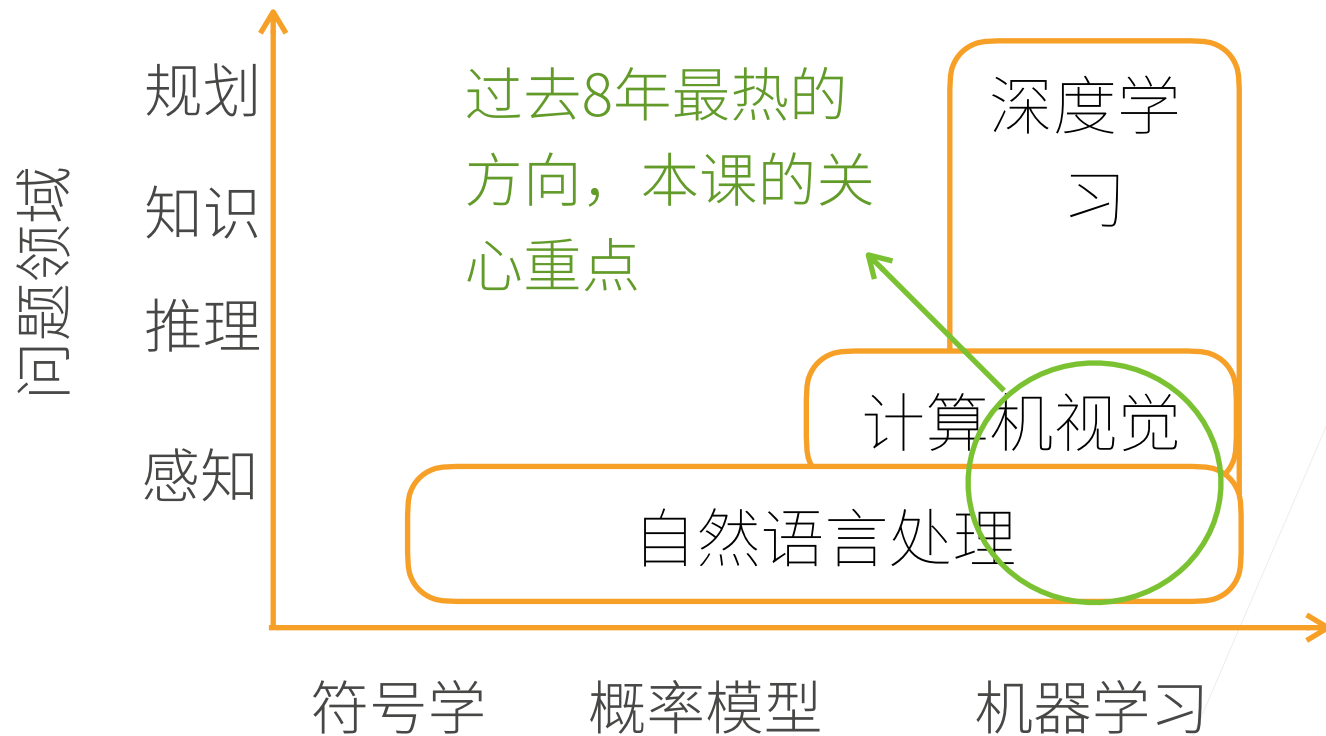 过去8年最热的
方向，本课的关
心重点
深度学
习
计算机视觉
自然语言处理
问题领域
规划
知识
推理
感知
符号学
概率模型
机器学习